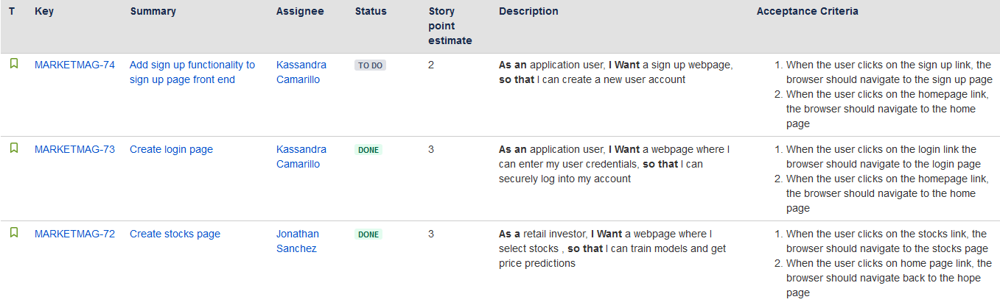 T Key Summary Assignee Status Story point estimate Description Acceptance Criteria
MARKETMAG-74
Add sign up functionality to
sign up page front end
Kassandra
Camarillo
TO DO
2
As an application user, I Want a sign up webpage,
so that I can create a new user account
1. When the user clicks on the sign up link, the
browser should navigate to the sign up page
2. When the user clicks on the homepage link,
the browser should navigate to the home
page
MARKETMAG-73
Create login page
Kassandra
Camarillo
DONE
3
As an application user, I Want a webpage where I
can enter my user credentials, so that I can
securely log into my account
1. When the user clicks on the login link the
browser should navigate to the login page
2. When the user clicks on the homepage link,
the browser should navigate to the home
page
MARKETMAG-72
Create stocks page
Jonathan
Sanchez
DONE
3
As a retail investor, I Want a webpage where I
select stocks , so that I can train models and get
price predictions
1. When the user clicks on the stocks link, the
browser should navigate to the stocks page
2. When the user clicks on home page link, the
browser should navigate back to the hope
page